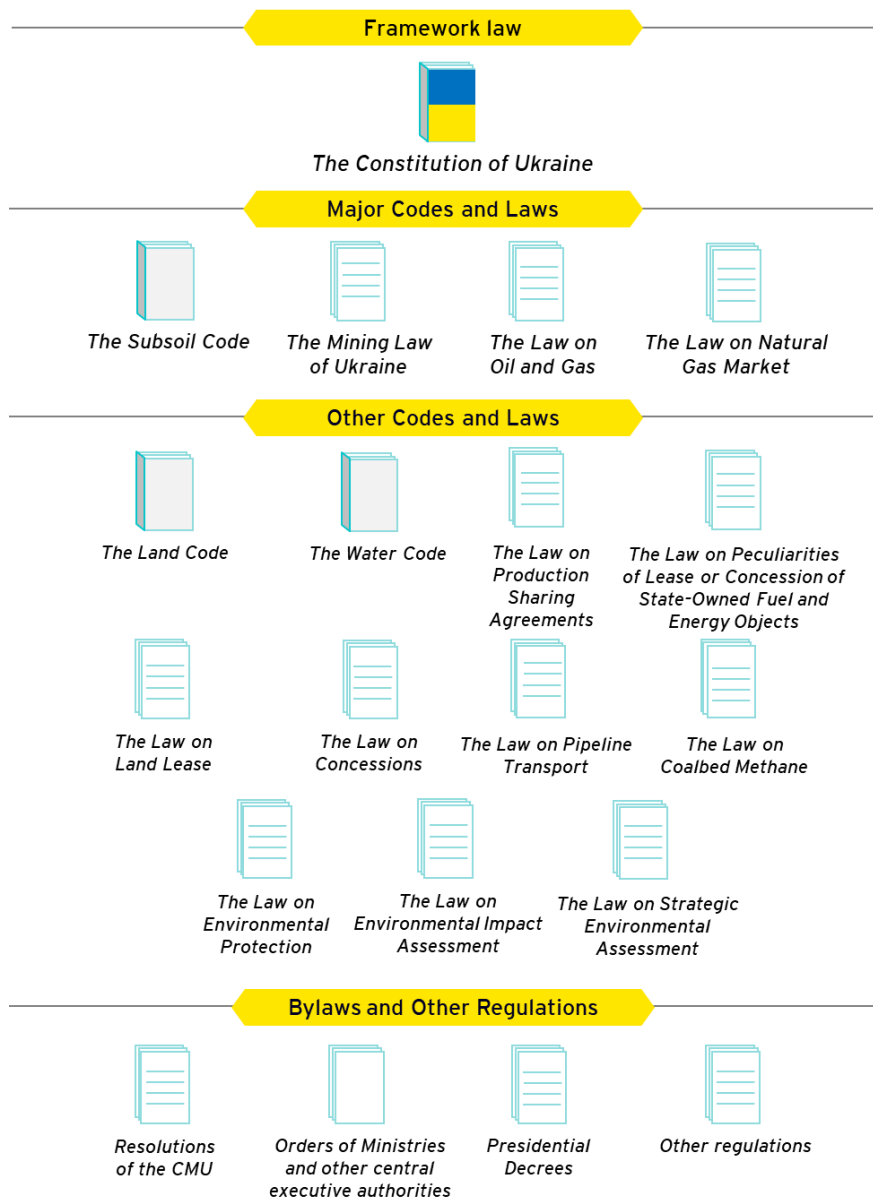 Framework law
The Constitution of Ukraine
Major Codes and Laws
The Subsoil Code
The Mining Law
of Ukraine
The Law on
Oil and Gas
The Law on Natural
Gas Market
Other Codes and Laws
The Land Code
The Water Code
The Law on
Production
Sharing
Agreements
The Law on Peculiarities
of Lease or Concession of
State-Owned Fuel and
Energy Objects
The Law on
Land Lease
The Law on
Concessions
The Law on Pipeline
Transport
The Law on
Coalbed Methane
The Law on
Environmental
Protection
The Law on
Environmental Impact
Assessment
The Law on Strategic
Environmental
Assessment
Bylaws and Other Regulations
Resolutions
of the CMU
Orders of Ministries
and other central
executive authorities
Presidential
Decrees
Other regulations